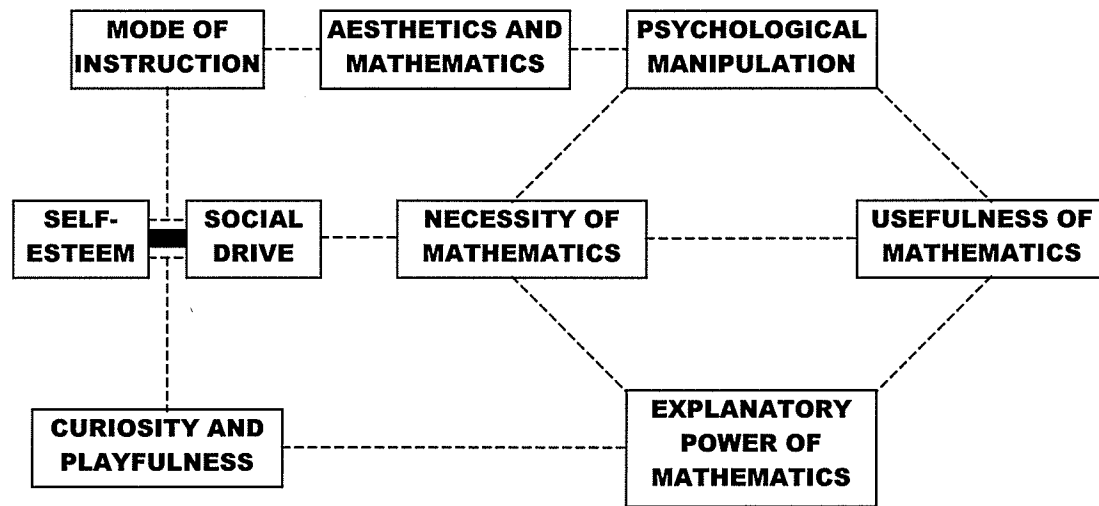 MODE OF
INSTRUCTION
AESTHETICS AND
MATHEMATICS
PSYCHOLOGICAL
MANIPULATION
SELF-
ESTEEM
SOCIAL
DRIVE
NECESSITY OF
MATHEMATICS
USEFULNESS OF
MATHEMATICS
CURIOSITY AND
PLAYFULNESS
EXPLANATORY
POWER OF
MATHEMATICS